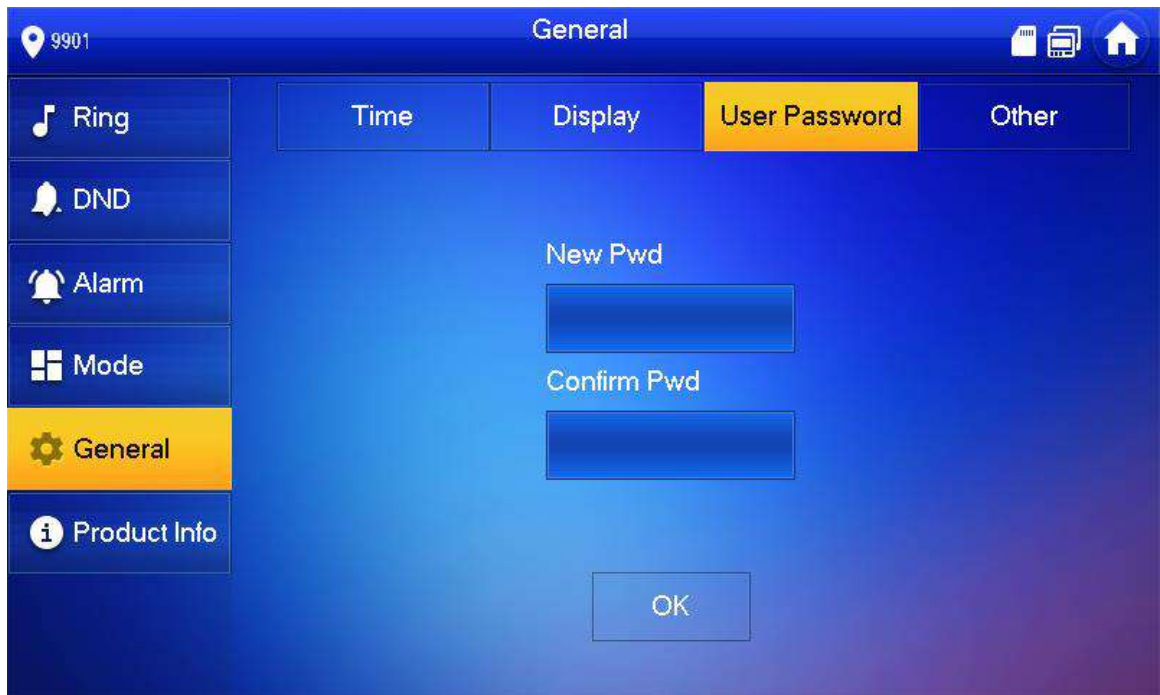 9901
General
Ring
DND
Alarm
Mode
General
Product Info
Time
Display
User Password
Other
New Pwd
Confirm Pwd
OK